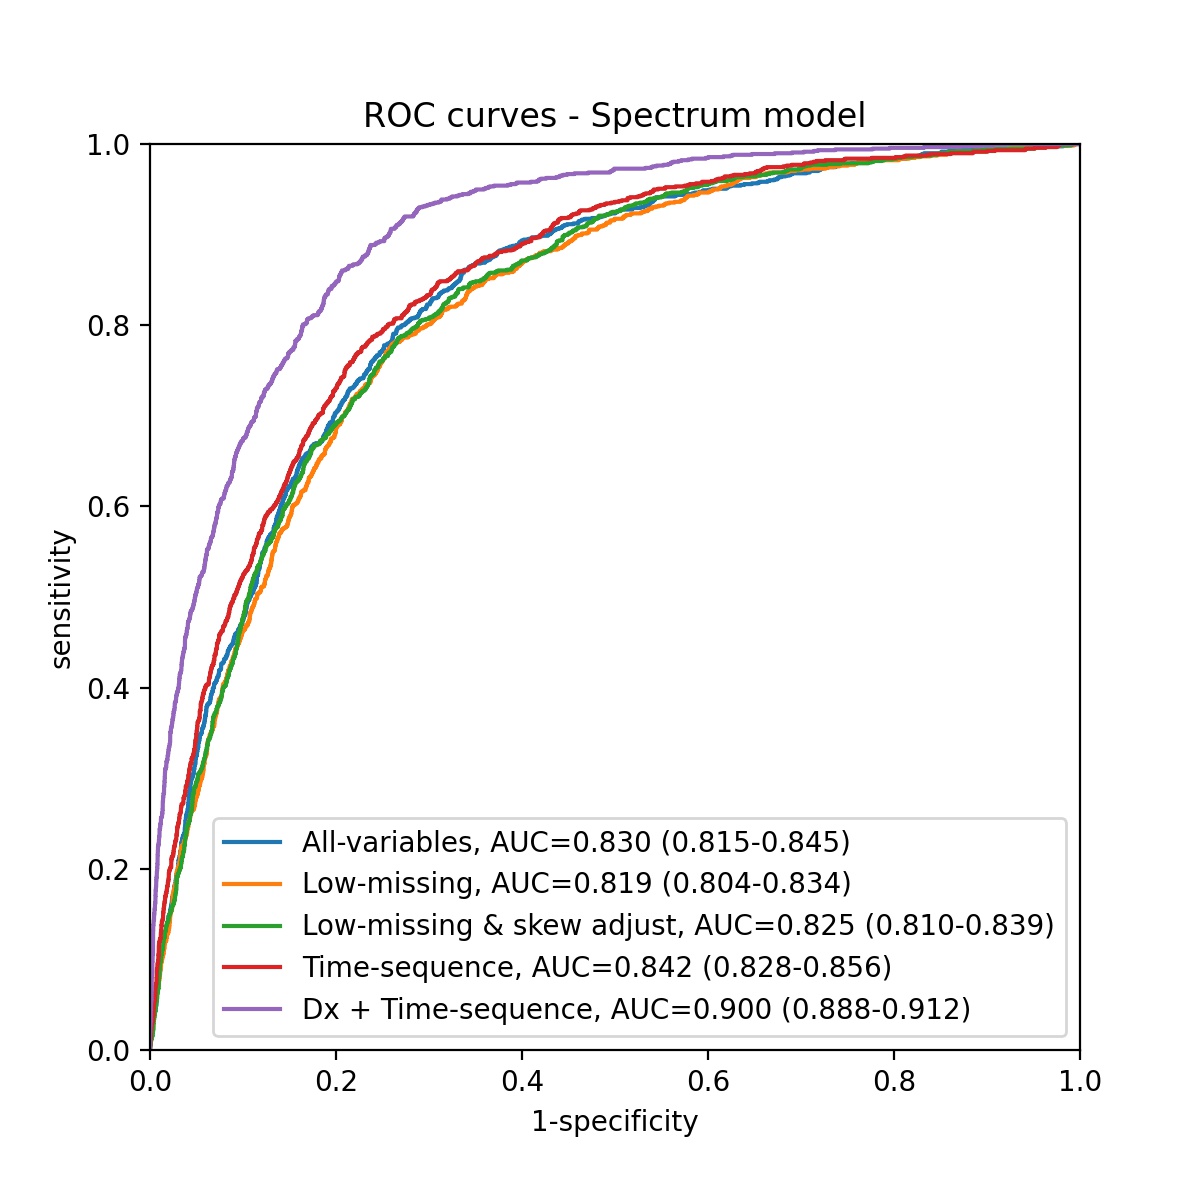 ROC curves - Spectrum model
1.0
0.8
0.6
0.4
0.2
0.0
sensitivity
All-variables, AUC=0.830 (0.815-0.845)
Low-missing, AUC=0.819 (0.804-0.834)
Low-missing & skew adjust, AUC=0.825 (0.810-0.839)
Time-sequence, AUC=0.842 (0.828-0.856)
Dx + Time-sequence, AUC=0.900 (0.888-0.912)
0.0 0.2 0.4 0.6 0.8 1.0
1-specificity